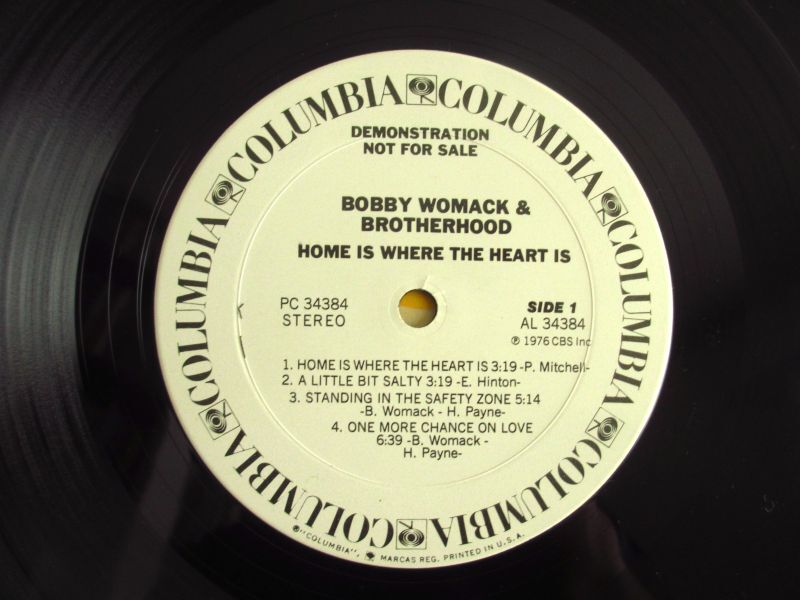 COLUMBIA COLUMBIA COLUMBIA COLUMBIA COLUMBIA COLUMBIA
DEMONSTRATION
NOT FOR SALE
BOBBY WOMACK &
BROTHERHOOD
HOME IS WHERE THE HEART IS
PC 34384
STEREO
SIDE 1
AL 34384
℗ 1976 CBS Inc
1. HOME IS WHERE THE HEART IS 3:19 -P. Mitchell-
2. A LITTLE BIT SALTY 3:19 -E. Hinton-
3. STANDING IN THE SAFETY ZONE 5:14
-B. Womack - H. Payne-
4. ONE MORE CHANCE ON LOVE
6:39 -B. Womack -
H. Payne-
®"COLUMBIA", MARCAS REG. PRINTED IN U.S.A.